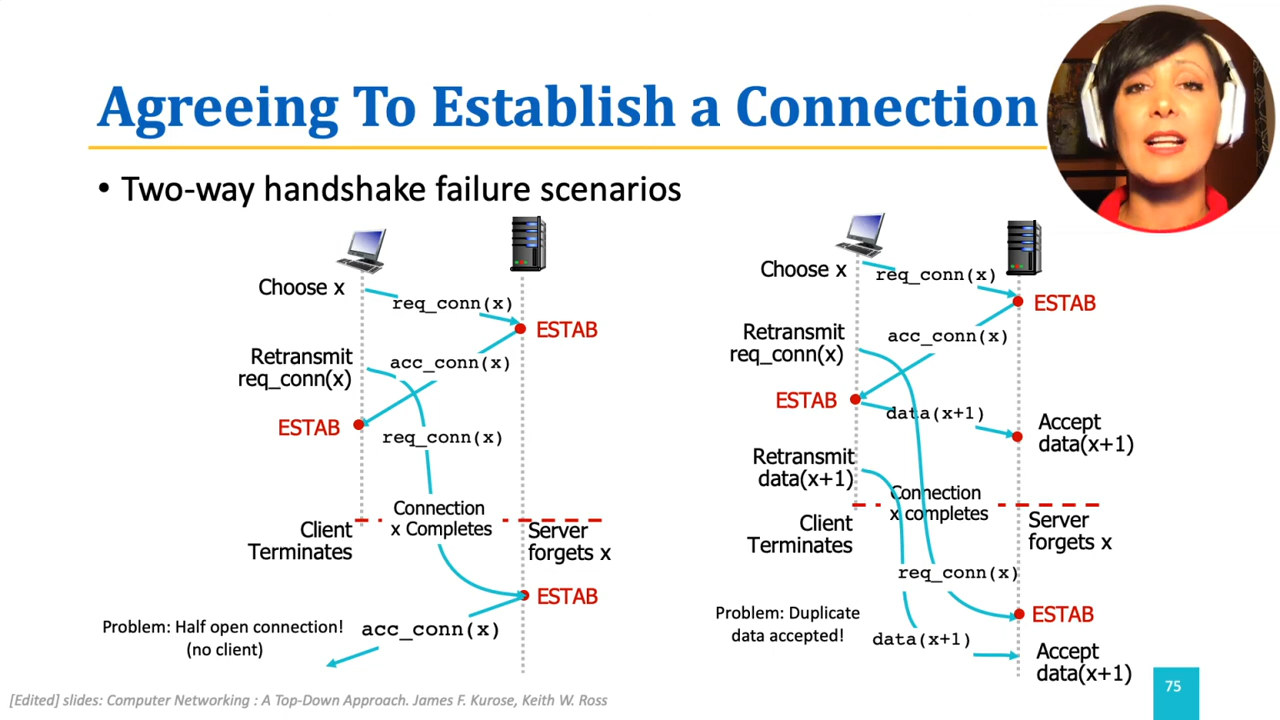 Agreeing To Establish a Connection
• Two-way handshake failure scenarios
Choose x
req_conn(x)
ESTAB
Retransmit
req_conn(x)
acc_conn(x)
ESTAB
req_conn(x)
Connection
x Completes
Client
Terminates
Server
forgets x
ESTAB
Problem: Half open connection!
(no client)
acc_conn(x)
Choose x
req_conn(x)
ESTAB
Retransmit
req_conn(x)
acc_conn(x)
ESTAB
data(x+1)
Accept
data(x+1)
Retransmit
data(x+1)
Connection
x completes
Client
Terminates
Server
forgets x
req_conn(x)
ESTAB
Problem: Duplicate
data accepted!
data(x+1)
Accept
data(x+1)
[Edited] slides: Computer Networking : A Top-Down Approach. James F. Kurose, Keith W. Ross
75